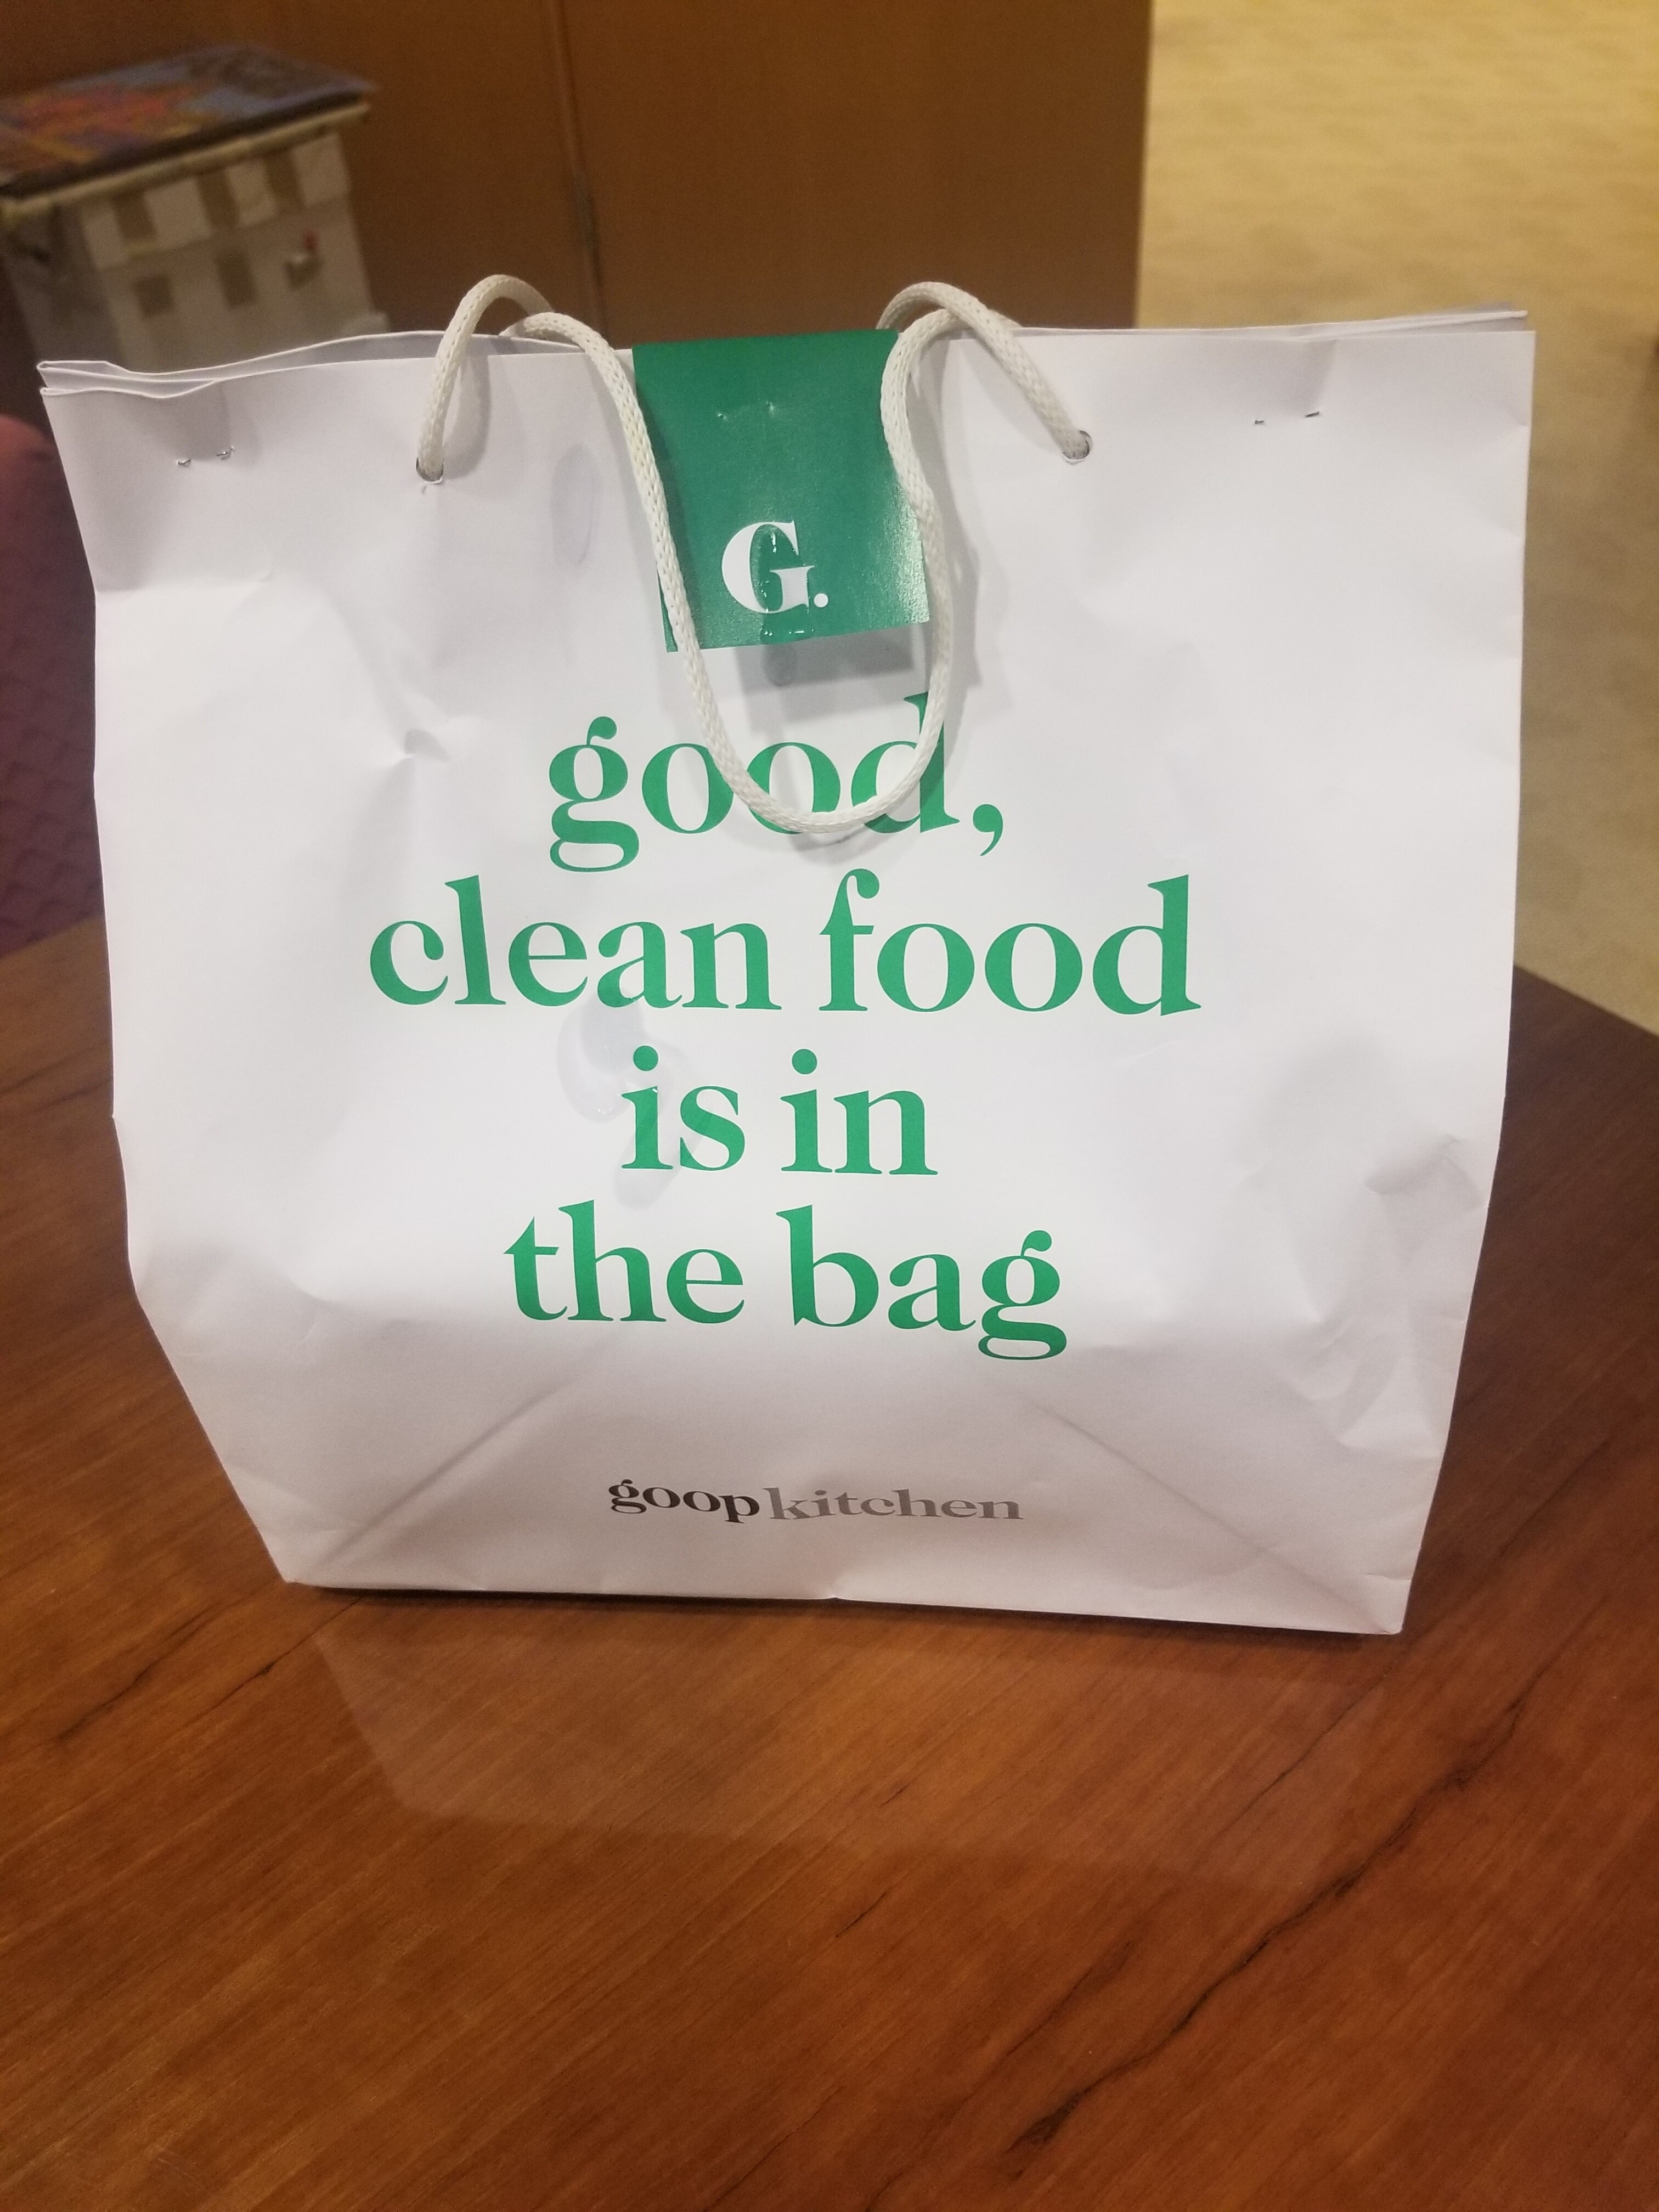 G.
good,
clean food
is in
the bag
goop kitchen